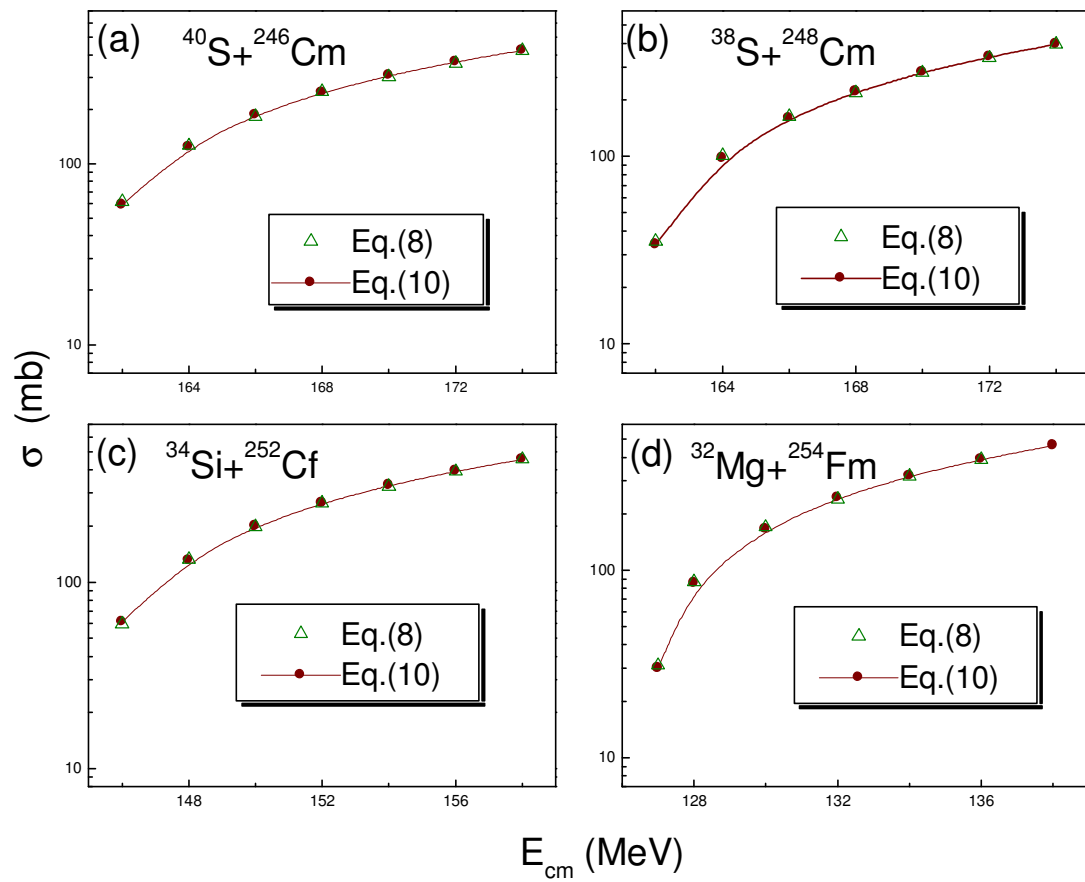 (a) ⁴⁰S+²⁴⁶Cm
100
10
Eq.(8)
Eq.(10)
164 168 172
(b) ³⁸S+²⁴⁸Cm
100
10
Eq.(8)
Eq.(10)
164 168 172
σ (mb)
(c) ³⁴Si+²⁵²Cf
100
10
Eq.(8)
Eq.(10)
148 152 156
(d) ³²Mg+²⁵⁴Fm
100
10
Eq.(8)
Eq.(10)
128 132 136
E_cm (MeV)